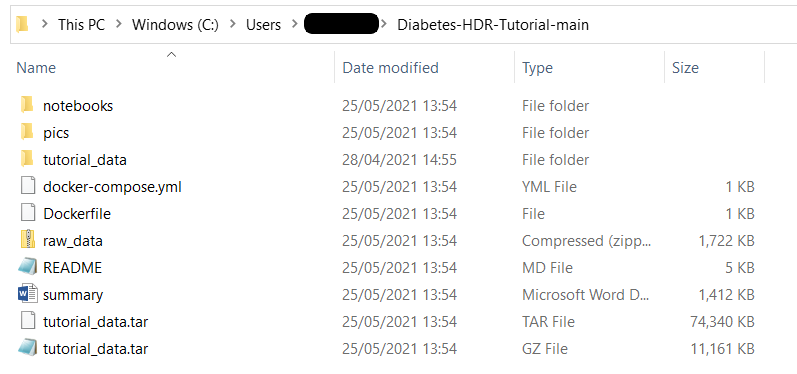 This PC > Windows (C:) > Users > > Diabetes-HDR-Tutorial-main
Name Date modified Type Size
notebooks 25/05/2021 13:54 File folder
pics 25/05/2021 13:54 File folder
tutorial_data 28/04/2021 14:55 File folder
docker-compose.yml 25/05/2021 13:54 YML File 1 KB
Dockerfile 25/05/2021 13:54 File 1 KB
raw_data 25/05/2021 13:54 Compressed (zipp... 1,722 KB
README 25/05/2021 13:54 MD File 5 KB
summary 25/05/2021 13:54 Microsoft Word D... 1,412 KB
tutorial_data.tar 25/05/2021 13:54 TAR File 74,340 KB
tutorial_data.tar 25/05/2021 13:54 GZ File 11,161 KB